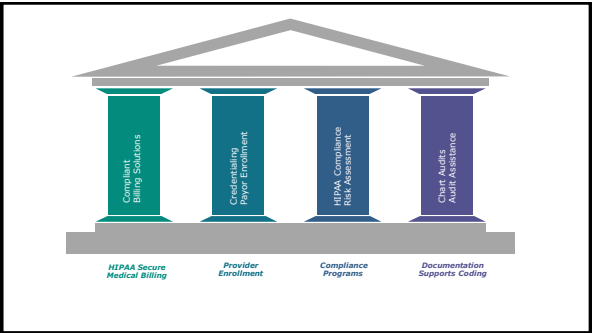 Compliant
Billing Solutions
Credentialing
Payor Enrollment
HIPAA Compliance
Risk Assessment
Chart Audits
Audit Assistance
HIPAA Secure
Medical Billing
Provider
Enrollment
Compliance
Programs
Documentation
Supports Coding